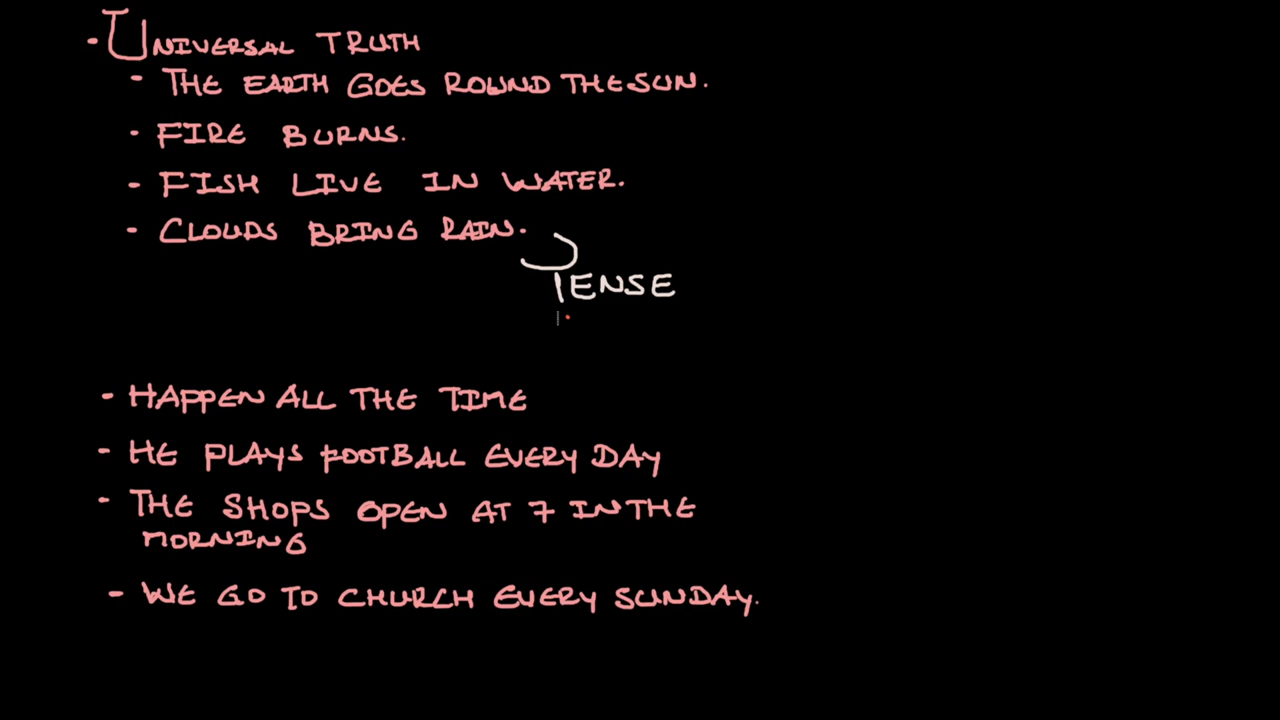 · UNIVERSAL TRUTH
- THE EARTH GOES ROUND THE SUN.
- FIRE BURNS.
- FISH LIVE IN WATER.
- CLOUDS BRING RAIN.
TENSE
- HAPPEN ALL THE TIME
- HE PLAYS FOOTBALL EVERY DAY
- THE SHOPS OPEN AT 7 IN THE
MORNING
- WE GO TO CHURCH EVERY SUNDAY.